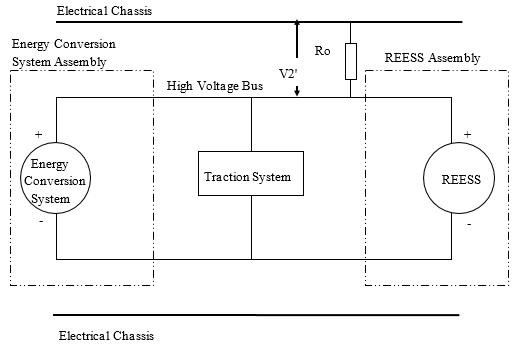 Electrical Chassis
Energy Conversion
System Assembly
Ro
REESS Assembly
V2'
High Voltage Bus
+
+
Energy
Conversion
System
Traction System
REESS
-
-
Electrical Chassis